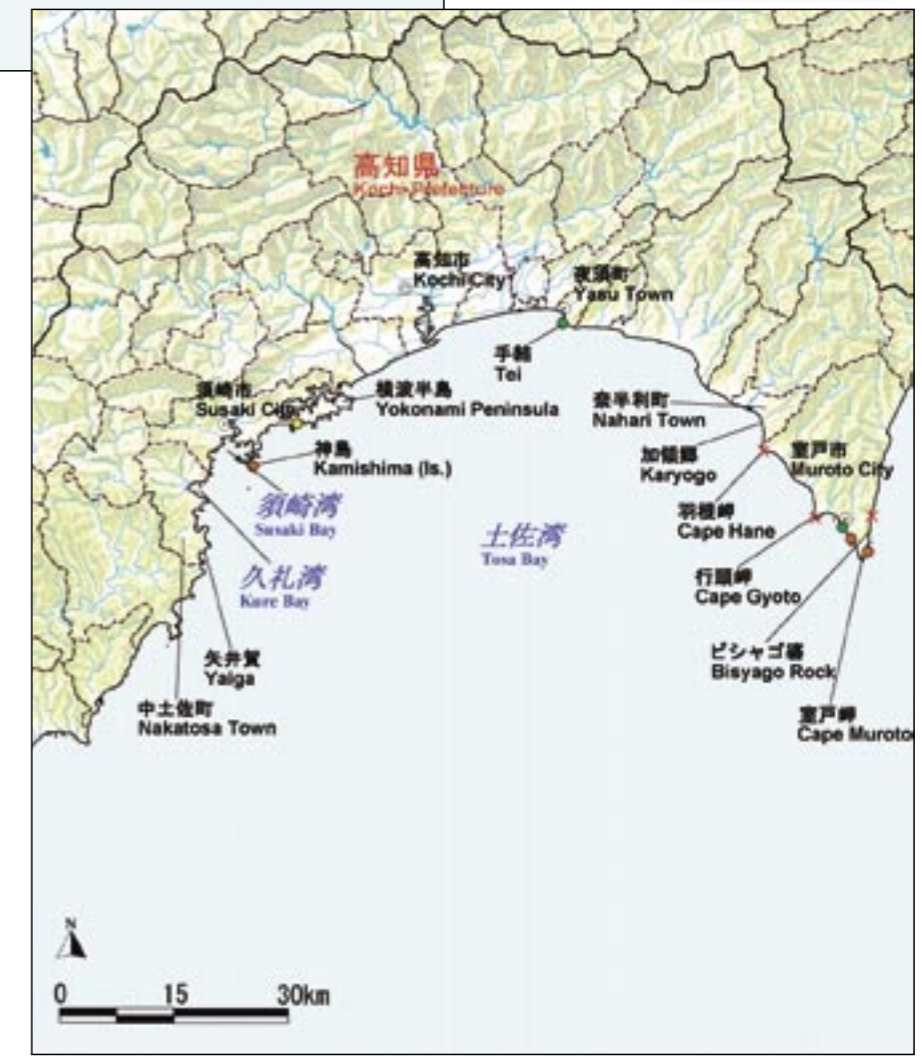 高知県
Kochi Prefecture
高知市
Kochi City
夜須町
Yasu Town
手結
Tei
須崎市
Susaki City
横波半島
Yokonami Peninsula
奈半利町
Nahari Town
神島
Kamishima (Is.)
加領郷
Karyogo
室戸市
Muroto City
須崎湾
Susaki Bay
羽根岬
Cape Hane
土佐湾
Tosa Bay
久礼湾
Kure Bay
行頭岬
Cape Gyoto
矢井賀
Yaiga
ビシャゴ
Bisyago Rock
中土佐町
Nakatosa Town
室戸岬
Cape Muroto
N
0 15 30km